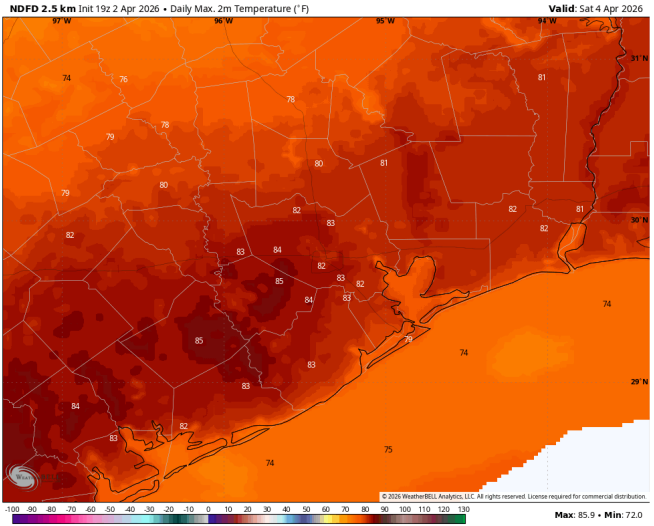 NDFD 2.5 km Init 19z 2 Apr 2026 • Daily Max. 2m Temperature (°F)
Valid: Sat 4 Apr 2026
97°W 96°W 95°W 94°W
31°N
74 76 81
78
79 78
80 81
79 80
82 83 82 81
30°N
82 82
83 84
82
85 83 82
84 83
74
85 79
74
83
29°N
83
84
82
83
75
74
© 2026 WeatherBELL Analytics, LLC. All rights reserved. License required for commercial distribution.
-100 -90 -80 -70 -60 -50 -40 -30 -20 -10 0 10 20 30 40 50 60 70 80 90 100 110 120 130
Max: 85.9 • Min: 72.0